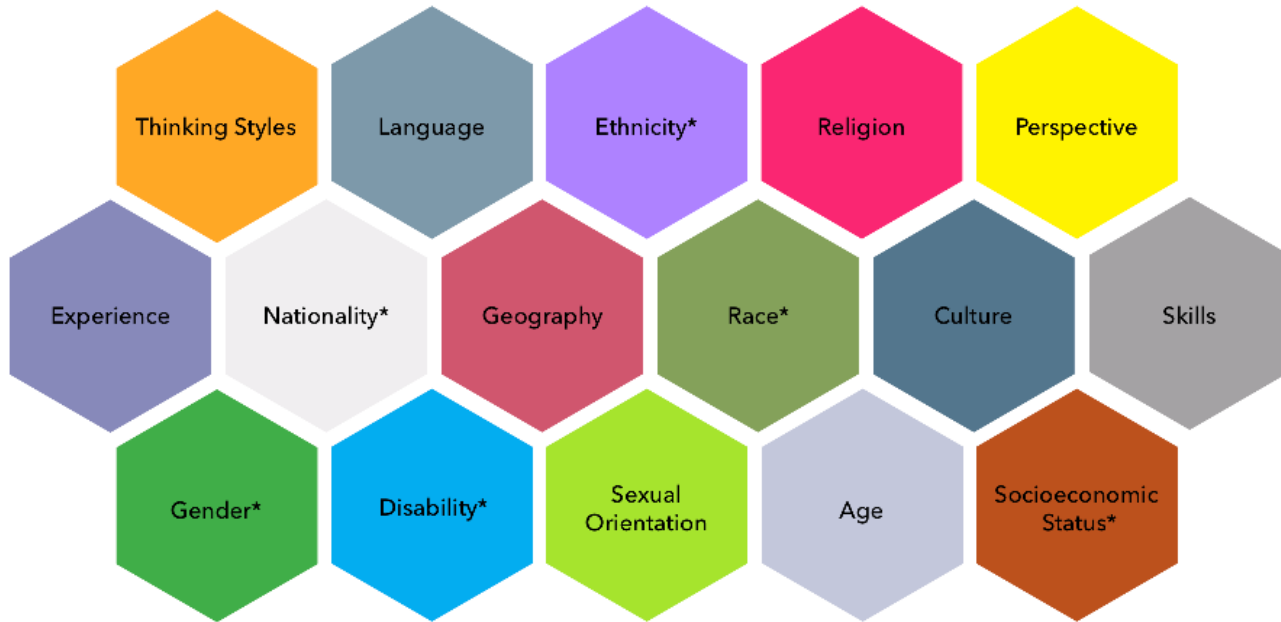 Thinking Styles
Language
Ethnicity*
Religion
Perspective
Experience
Nationality*
Geography
Race*
Culture
Skills
Gender*
Disability*
Sexual
Orientation
Age
Socioeconomic
Status*